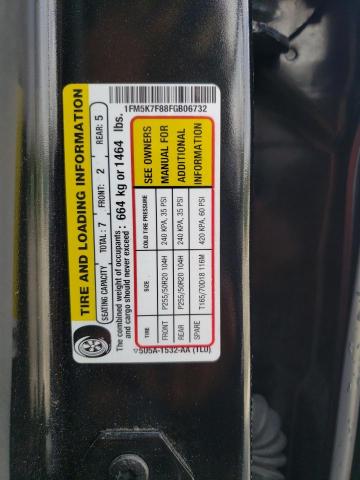 1FM5K7F88FGB06732
TIRE AND LOADING INFORMATION
SEATING CAPACITY TOTAL: 7 FRONT: 2 REAR: 5
The combined weight of occupants
and cargo should never exceed : 664 kg or 1464 lbs.
TIRE SIZE COLD TIRE PRESSURE
FRONT P255/50R20 104H 240 KPA, 35 PSI
REAR P255/50R20 104H 240 KPA, 35 PSI
SPARE T165/70D18 116M 420 KPA, 60 PSI
SEE OWNERS
MANUAL FOR
ADDITIONAL
INFORMATION
5U5A-1532-AA (TLU)